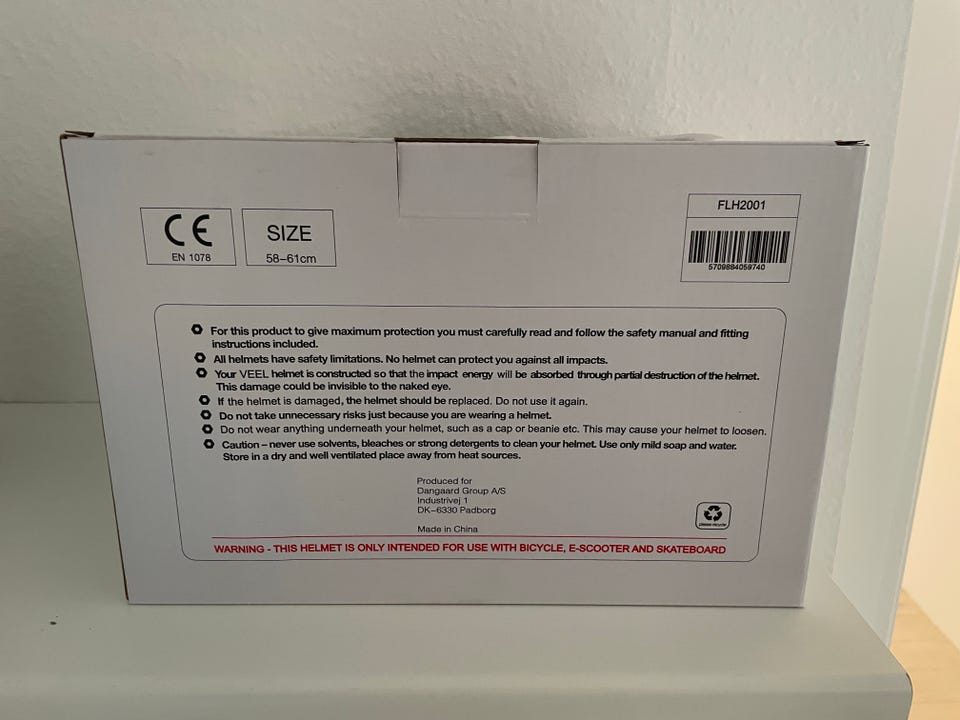 CE
EN 1078
SIZE
58–61cm
FLH2001
5709884059740
For this product to give maximum protection you must carefully read and follow the safety manual and fitting
instructions included.
All helmets have safety limitations. No helmet can protect you against all impacts.
Your VEEL helmet is constructed so that the impact energy will be absorbed through partial destruction of the helmet.
This damage could be invisible to the naked eye.
If the helmet is damaged, the helmet should be replaced. Do not use it again.
Do not take unnecessary risks just because you are wearing a helmet.
Do not wear anything underneath your helmet, such as a cap or beanie etc. This may cause your helmet to loosen.
Caution – never use solvents, bleaches or strong detergents to clean your helmet. Use only mild soap and water.
Store in a dry and well ventilated place away from heat sources.
Produced for
Dangaard Group A/S
Industrivej 1
DK–6330 Padborg
Made in China
please recycle
WARNING - THIS HELMET IS ONLY INTENDED FOR USE WITH BICYCLE, E-SCOOTER AND SKATEBOARD